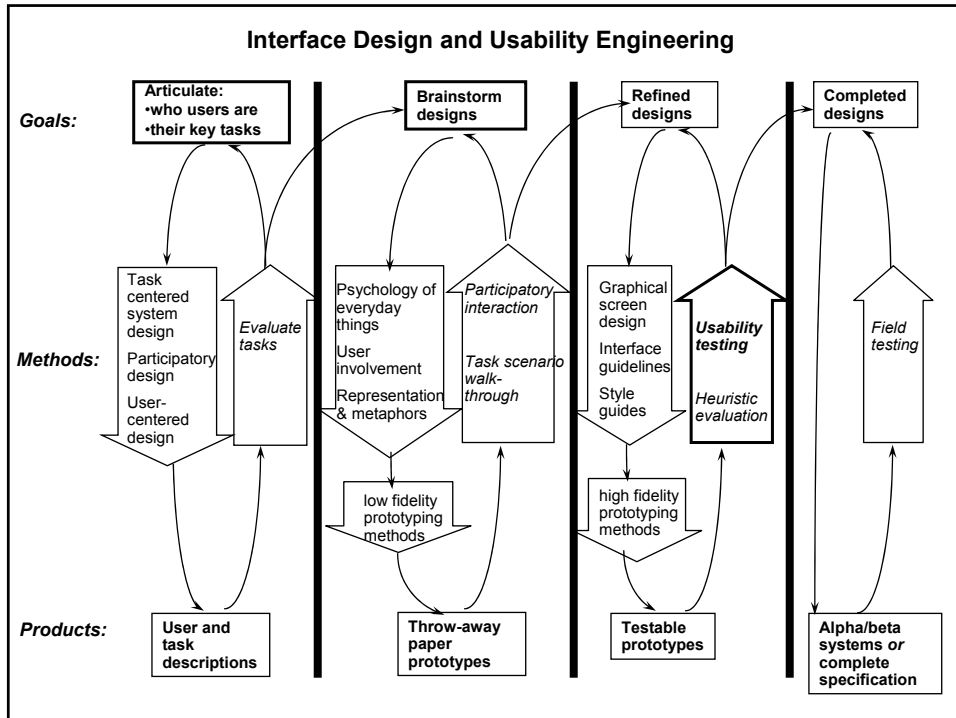 Interface Design and Usability Engineering
Goals:
Articulate:
•who users are
•their key tasks
Brainstorm
designs
Refined
designs
Completed
designs
Methods:
Task
centered
system
design
Participatory
design
User-
centered
design
Evaluate
tasks
Psychology of
everyday
things
User
involvement
Representation
& metaphors
low fidelity
prototyping
methods
Participatory
interaction
Task scenario
walk-
through
Graphical
screen
design
Interface
guidelines
Style
guides
high fidelity
prototyping
methods
Usability
testing
Heuristic
evaluation
Field
testing
Products:
User and
task
descriptions
Throw-away
paper
prototypes
Testable
prototypes
Alpha/beta
systems or
complete
specification